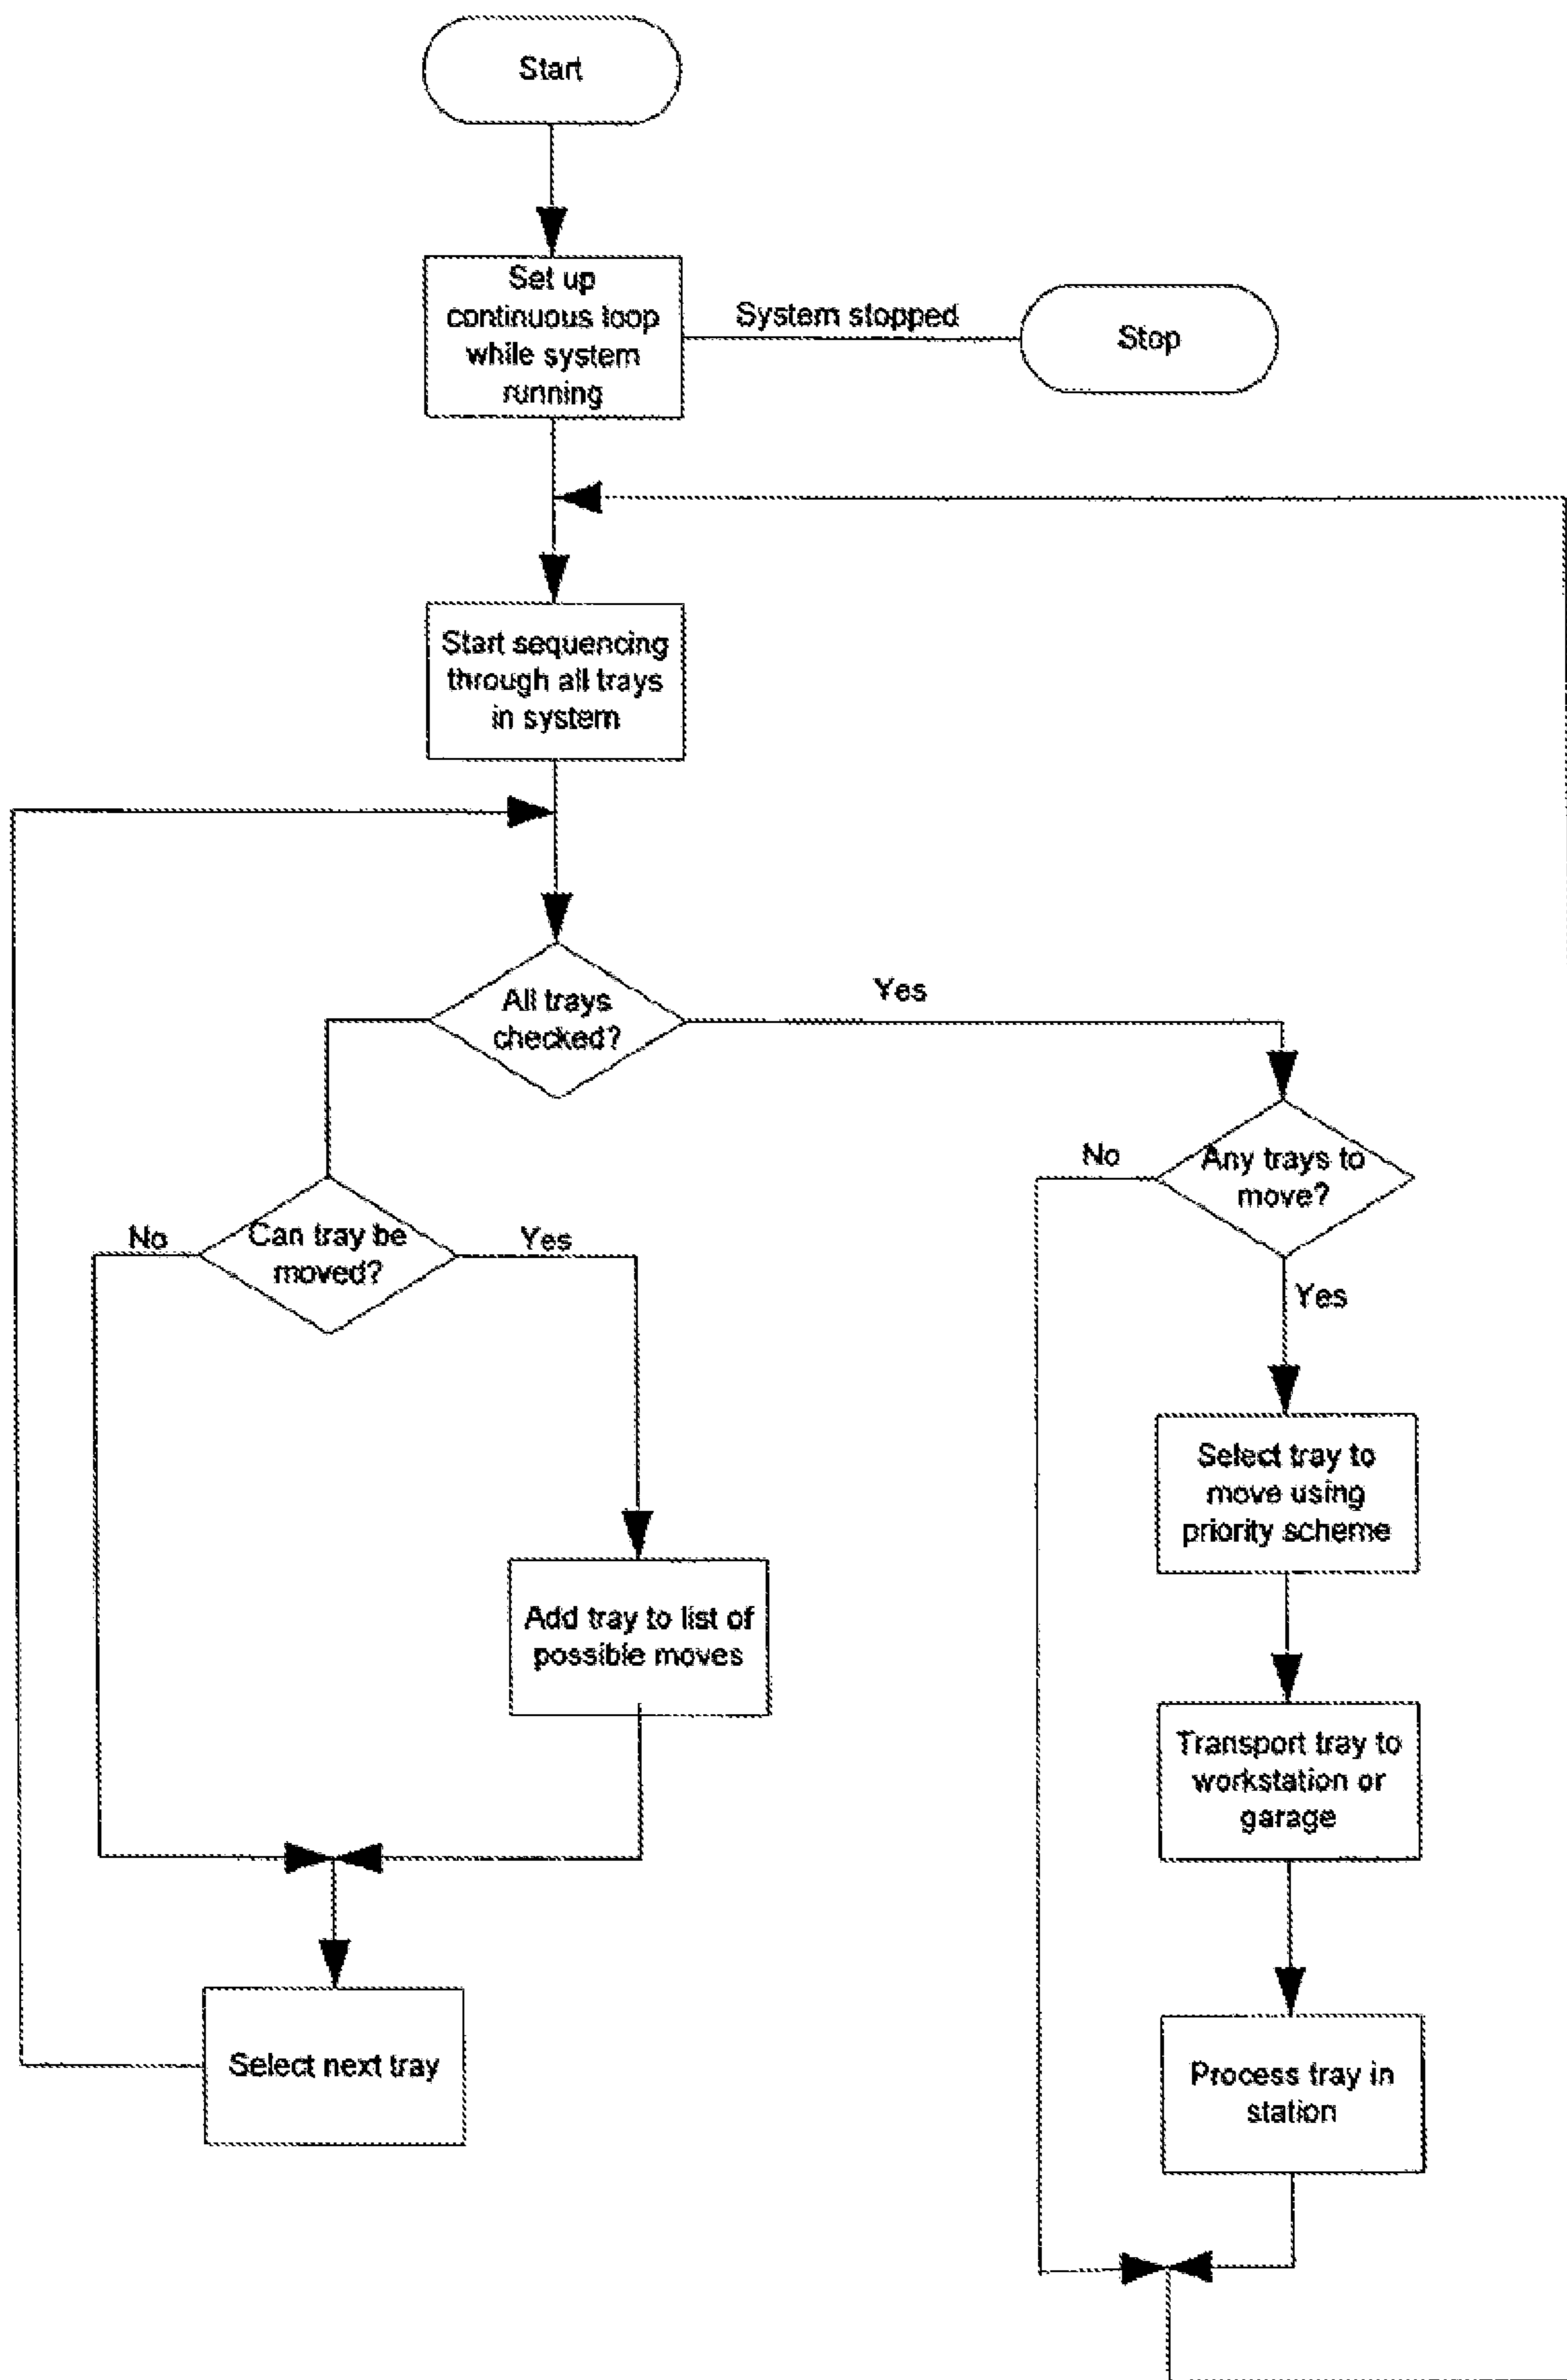 Start
Set up
continuous loop
while system
running
System stopped
Stop
Start sequencing
through all trays
in system
All trays
checked?
Yes
Any trays to
move?
No
Yes
Can tray be
moved?
No
Yes
Select tray to
move using
priority scheme
Add tray to list of
possible moves
Transport tray to
workstation or
garage
Select next tray
Process tray in
station